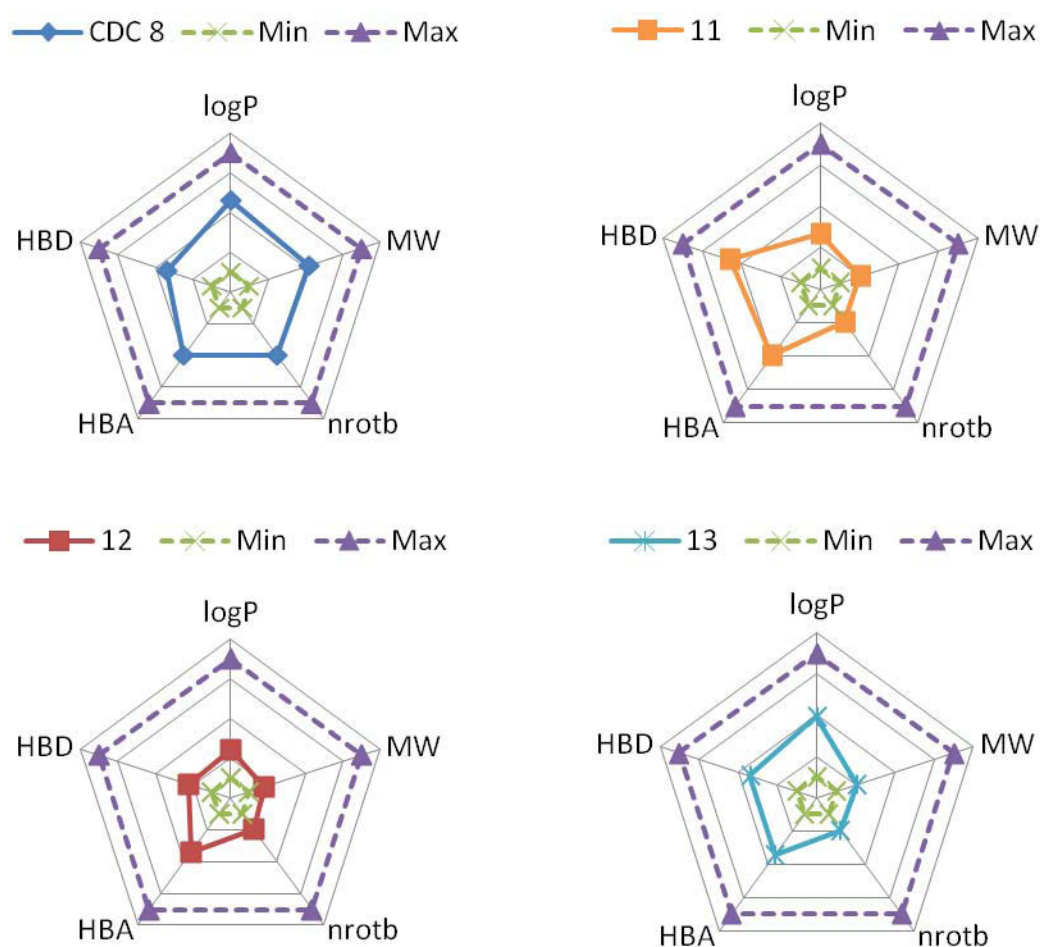 CDC 8 Min Max
logP
HBD MW
HBA nrotb
11 Min Max
logP
HBD MW
HBA nrotb
12 Min Max
logP
HBD MW
HBA nrotb
13 Min Max
logP
HBD MW
HBA nrotb